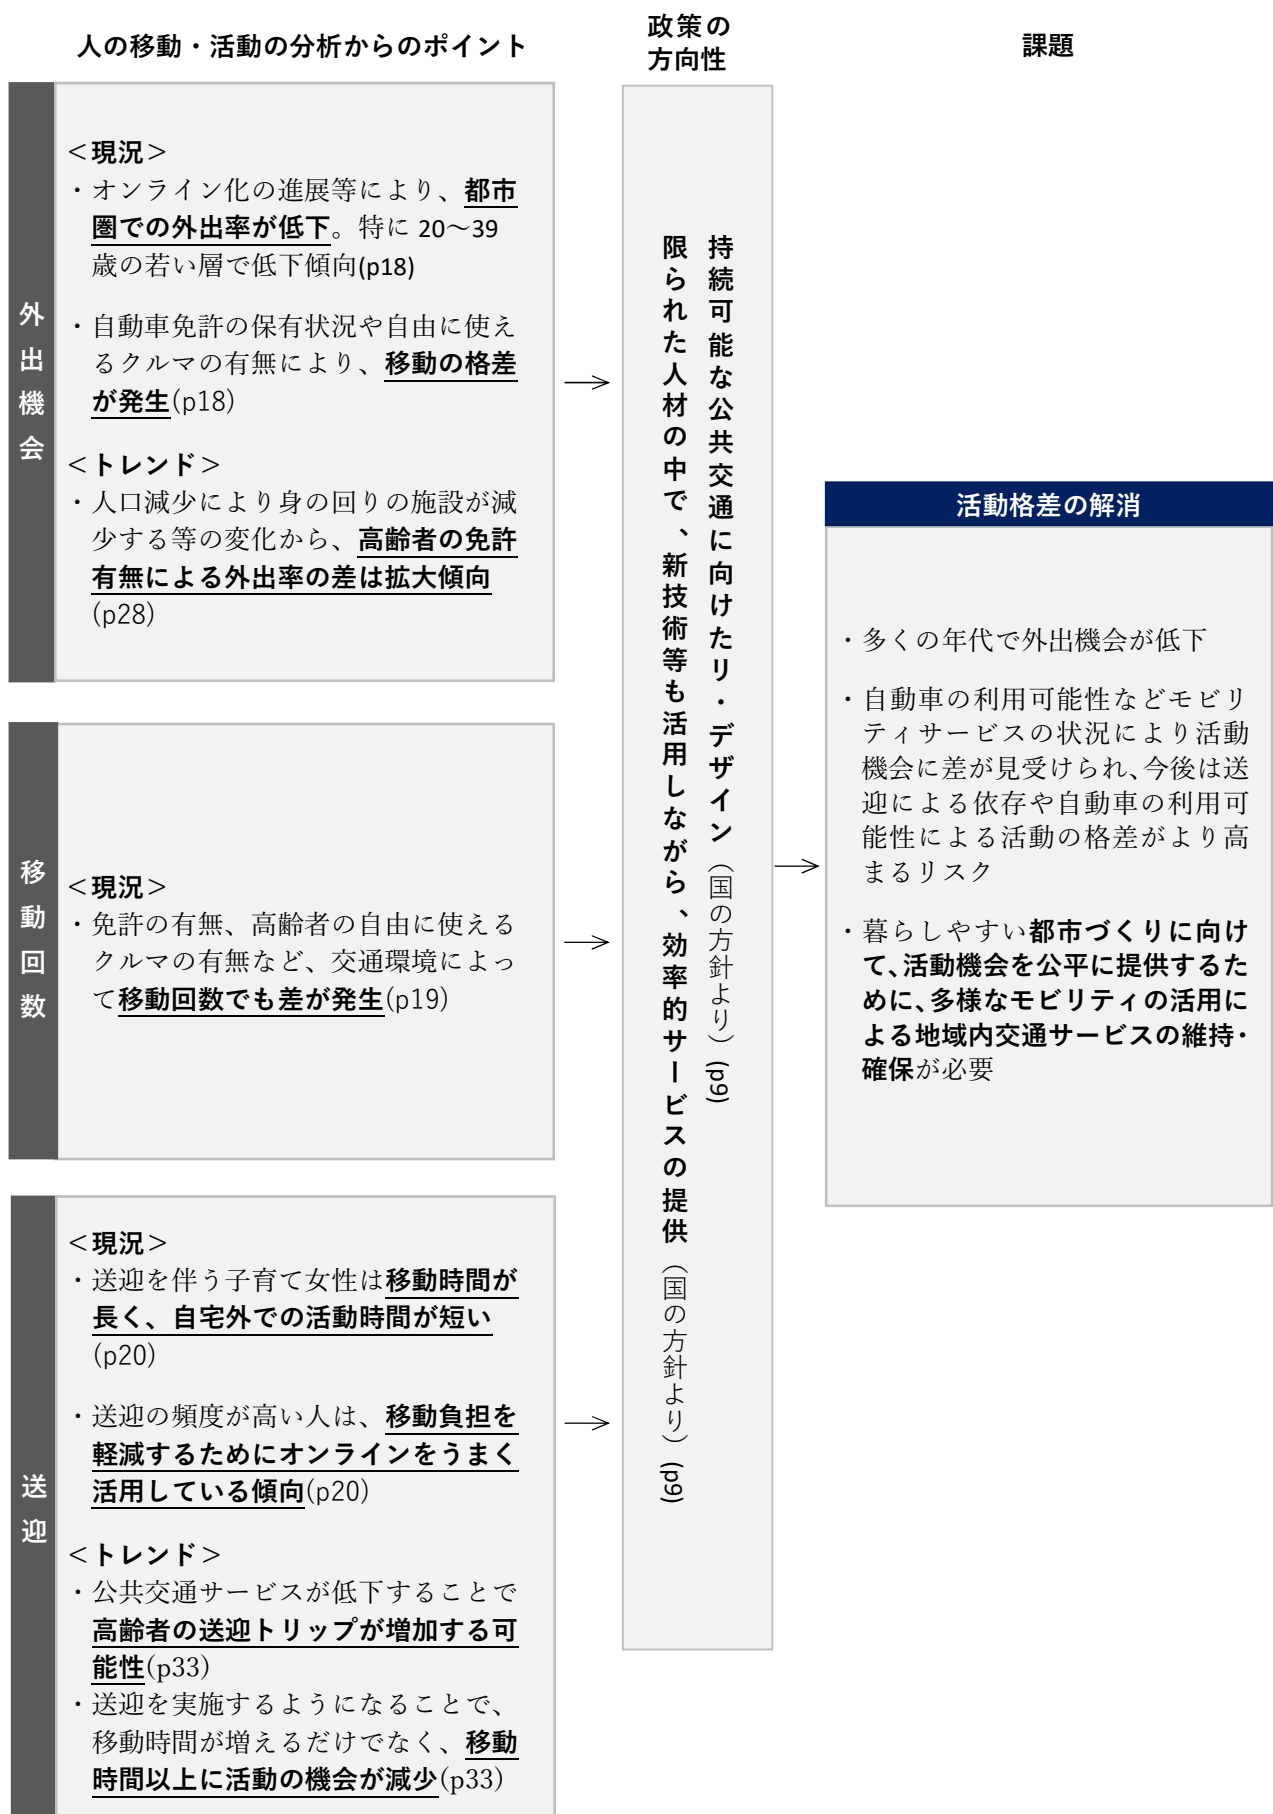 人の移動・活動の分析からのポイント
政策の
方向性
課題
外出機会
＜現況＞
・オンライン化の進展等により、都市
圏での外出率が低下。特に 20～39
歳の若い層で低下傾向(p18)
・自動車免許の保有状況や自由に使え
るクルマの有無により、移動の格差
が発生(p18)
＜トレンド＞
・人口減少により身の回りの施設が減
少する等の変化から、高齢者の免許
有無による外出率の差は拡大傾向
(p28)
移動回数
＜現況＞
・免許の有無、高齢者の自由に使える
クルマの有無など、交通環境によっ
て移動回数でも差が発生(p19)
送迎
＜現況＞
・送迎を伴う子育て女性は移動時間が
長く、自宅外での活動時間が短い
(p20)
・送迎の頻度が高い人は、移動負担を
軽減するためにオンラインをうまく
活用している傾向(p20)
＜トレンド＞
・公共交通サービスが低下することで
高齢者の送迎トリップが増加する可
能性(p33)
・送迎を実施するようになることで、
移動時間が増えるだけでなく、移動
時間以上に活動の機会が減少(p33)
持続可能な公共交通に向けたリ・デザイン（国の方針より）(p9)
限られた人材の中で、新技術等も活用しながら、効率的サービスの提供（国の方針より）(p9)
活動格差の解消
・多くの年代で外出機会が低下
・自動車の利用可能性などモビリ
ティサービスの状況により活動
機会に差が見受けられ、今後は送
迎による依存や自動車の利用可
能性による活動の格差がより高
まるリスク
・暮らしやすい都市づくりに向け
て、活動機会を公平に提供するた
めに、多様なモビリティの活用に
よる地域内交通サービスの維持・
確保が必要